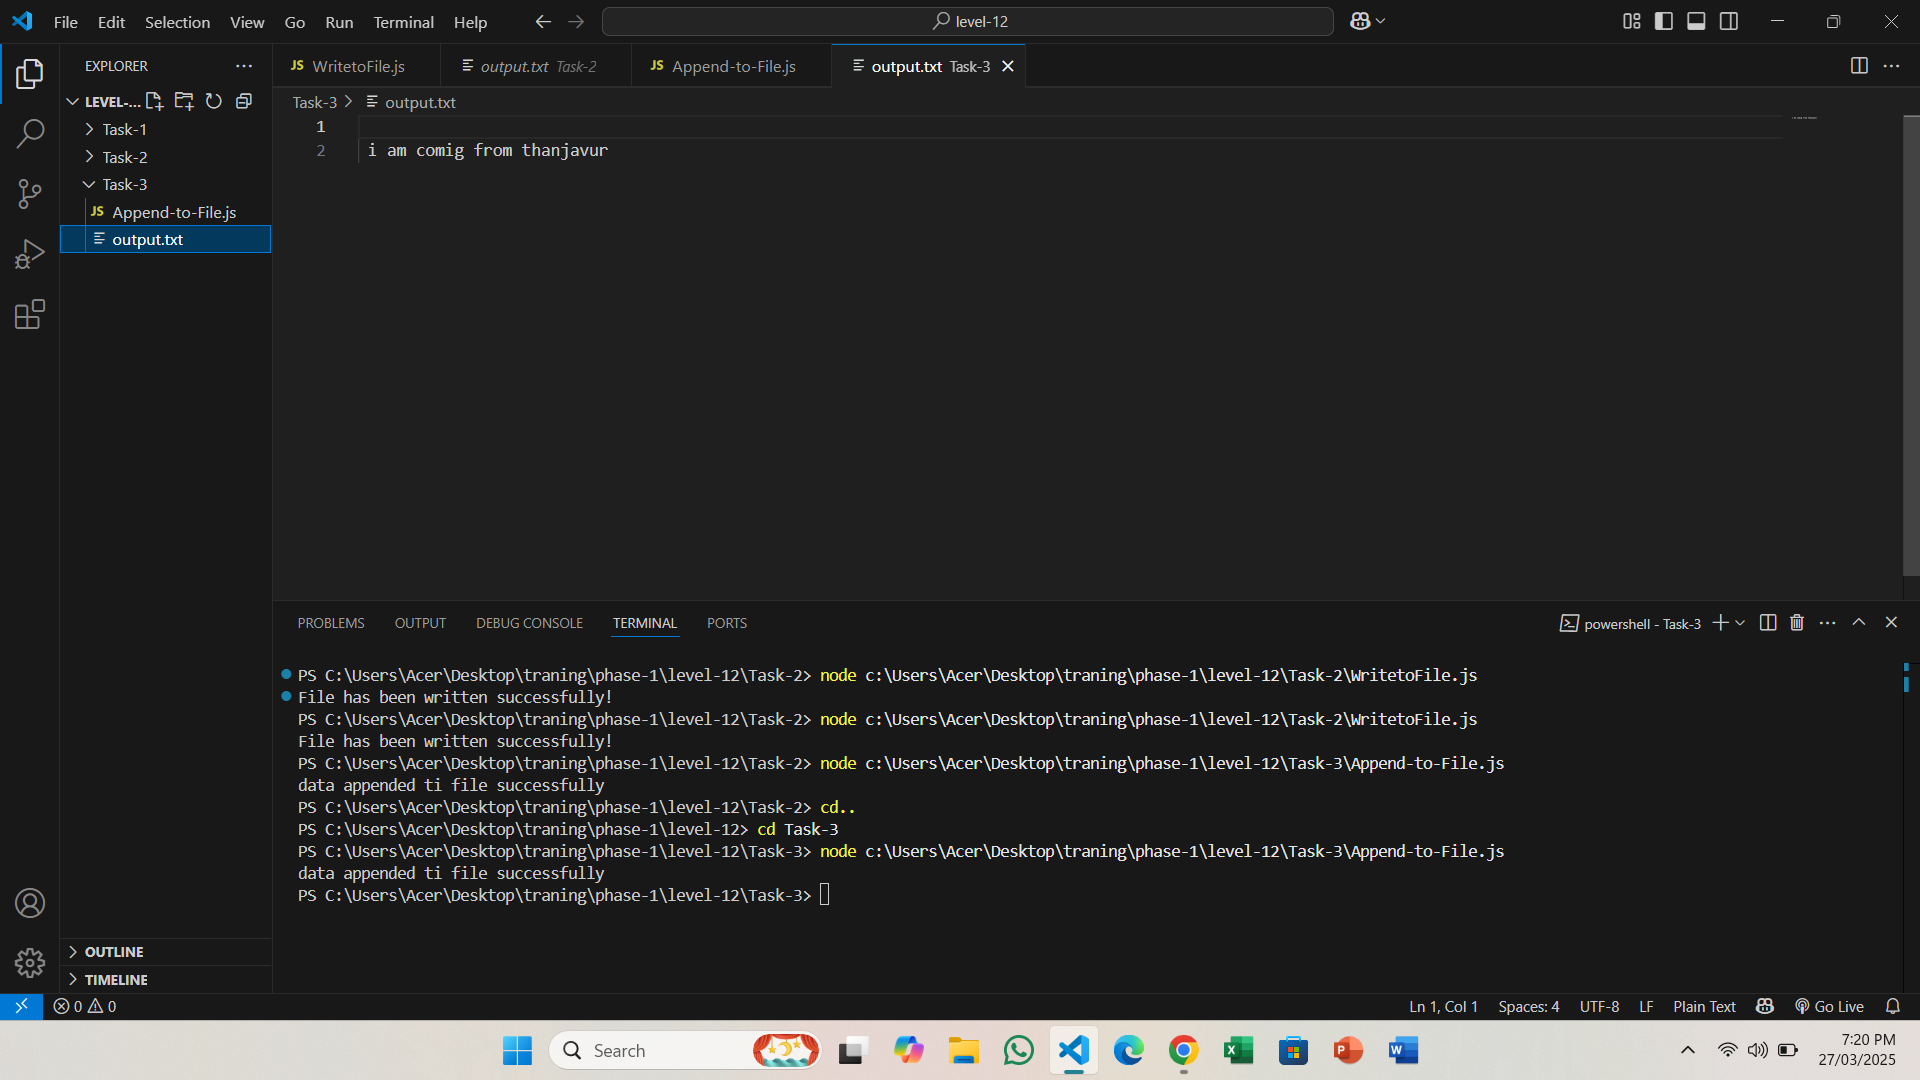 File Edit Selection View Go Run Terminal Help
level-12
EXPLORER
LEVEL-...
Task-1
Task-2
Task-3
JS Append-to-File.js
output.txt
OUTLINE
TIMELINE
JS WritetoFile.js
output.txt Task-2
JS Append-to-File.js
output.txt Task-3
Task-3 > output.txt
1
2 i am comig from thanjavur
PROBLEMS OUTPUT DEBUG CONSOLE TERMINAL PORTS
powershell - Task-3
PS C:\Users\Acer\Desktop\traning\phase-1\level-12\Task-2> node c:\Users\Acer\Desktop\traning\phase-1\level-12\Task-2\WritetoFile.js
File has been written successfully!
PS C:\Users\Acer\Desktop\traning\phase-1\level-12\Task-2> node c:\Users\Acer\Desktop\traning\phase-1\level-12\Task-2\WritetoFile.js
File has been written successfully!
PS C:\Users\Acer\Desktop\traning\phase-1\level-12\Task-2> node c:\Users\Acer\Desktop\traning\phase-1\level-12\Task-3\Append-to-File.js
data appended ti file successfully
PS C:\Users\Acer\Desktop\traning\phase-1\level-12\Task-2> cd..
PS C:\Users\Acer\Desktop\traning\phase-1\level-12> cd Task-3
PS C:\Users\Acer\Desktop\traning\phase-1\level-12\Task-3> node c:\Users\Acer\Desktop\traning\phase-1\level-12\Task-3\Append-to-File.js
data appended ti file successfully
PS C:\Users\Acer\Desktop\traning\phase-1\level-12\Task-3>
0 0
Ln 1, Col 1 Spaces: 4 UTF-8 LF Plain Text Go Live
Search
7:20 PM
27/03/2025